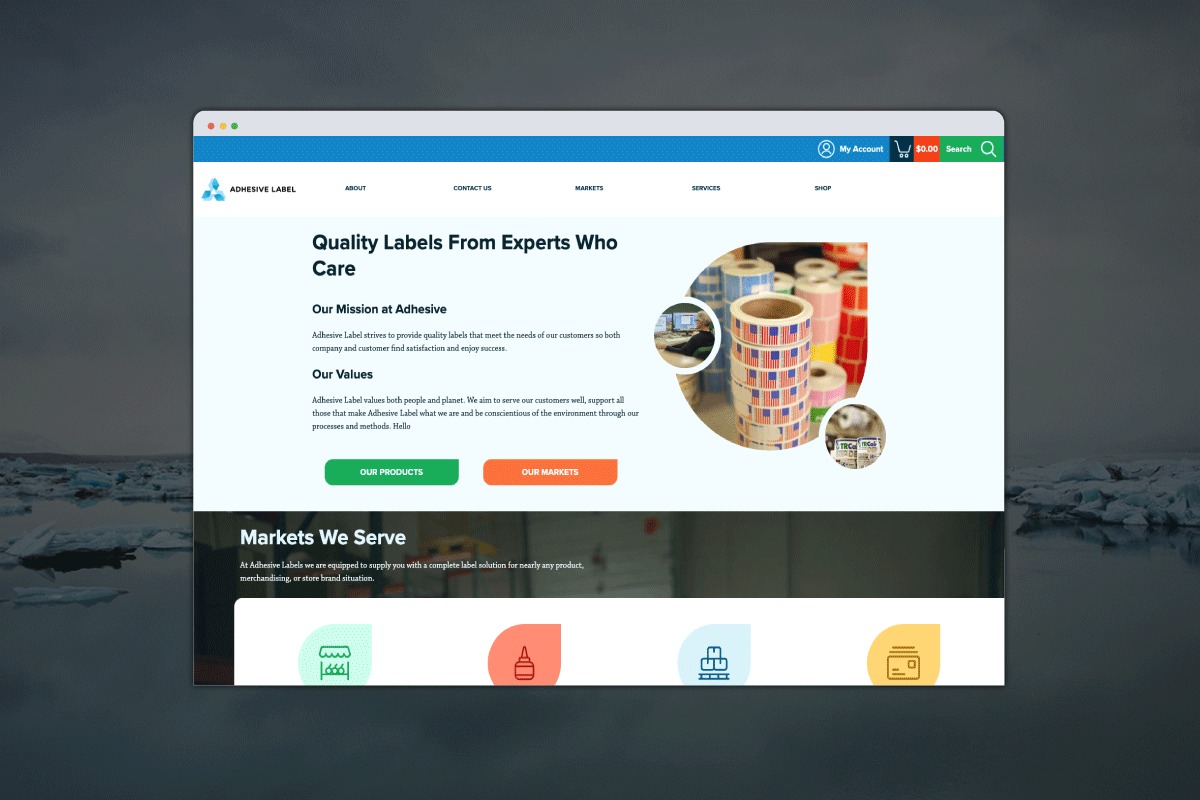 My Account $0.00 Search
ADHESIVE LABEL ABOUT CONTACT US MARKETS SERVICES SHOP
Quality Labels From Experts Who
Care
Our Mission at Adhesive
Adhesive Label strives to provide quality labels that meet the needs of our customers so both
company and customer find satisfaction and enjoy success.
Our Values
Adhesive Label values both people and planet. We aim to serve our customers well, support all
those that make Adhesive Label what we are and be conscientious of the environment through our
processes and methods. Hello
OUR PRODUCTS OUR MARKETS
Markets We Serve
At Adhesive Labels we are equipped to supply you with a complete label solution for nearly any product,
merchandising, or store brand situation.